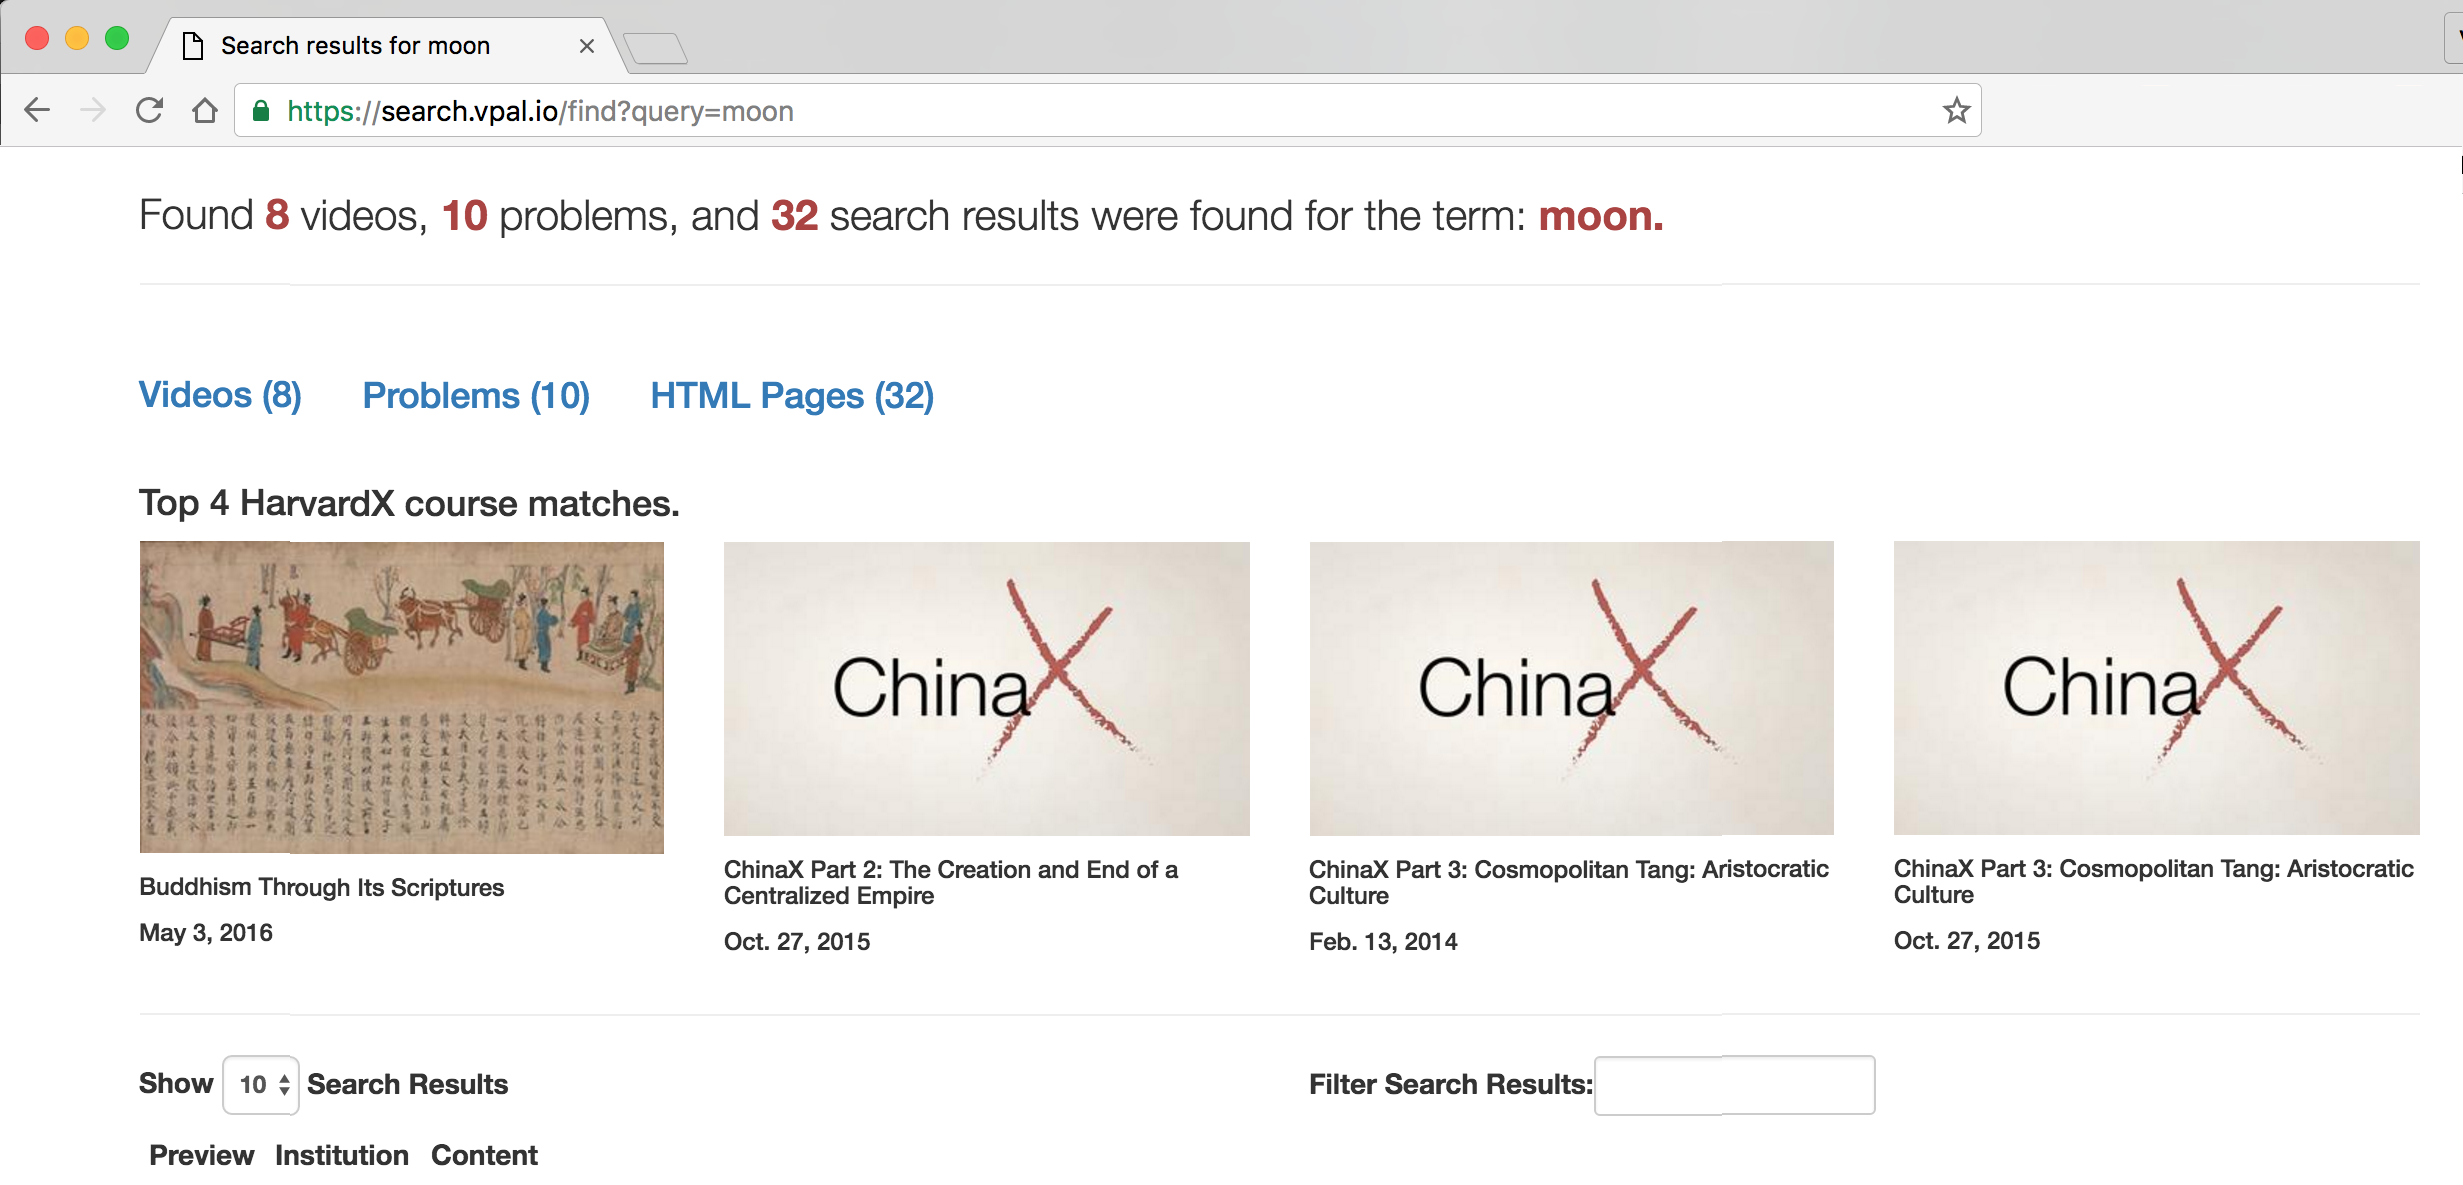 Search results for moon
https://search.vpal.io/find?query=moon
Found 8 videos, 10 problems, and 32 search results were found for the term: moon.
Videos (8) Problems (10) HTML Pages (32)
Top 4 HarvardX course matches.
ChinaX
ChinaX
ChinaX
Buddhism Through Its Scriptures
May 3, 2016
ChinaX Part 2: The Creation and End of a
Centralized Empire
Oct. 27, 2015
ChinaX Part 3: Cosmopolitan Tang: Aristocratic
Culture
Feb. 13, 2014
ChinaX Part 3: Cosmopolitan Tang: Aristocratic
Culture
Oct. 27, 2015
Show 10 Search Results
Filter Search Results:
Preview Institution Content